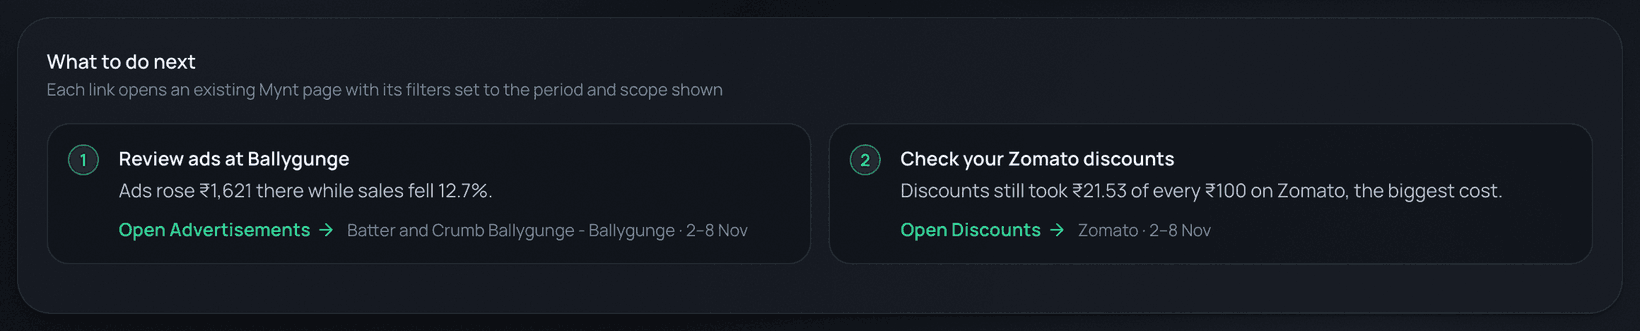 What to do next
Each link opens an existing Mynt page with its filters set to the period and scope shown
1
Review ads at Ballygunge
Ads rose ₹1,621 there while sales fell 12.7%.
Open Advertisements → Batter and Crumb Ballygunge - Ballygunge · 2–8 Nov
2
Check your Zomato discounts
Discounts still took ₹21.53 of every ₹100 on Zomato, the biggest cost.
Open Discounts → Zomato · 2–8 Nov